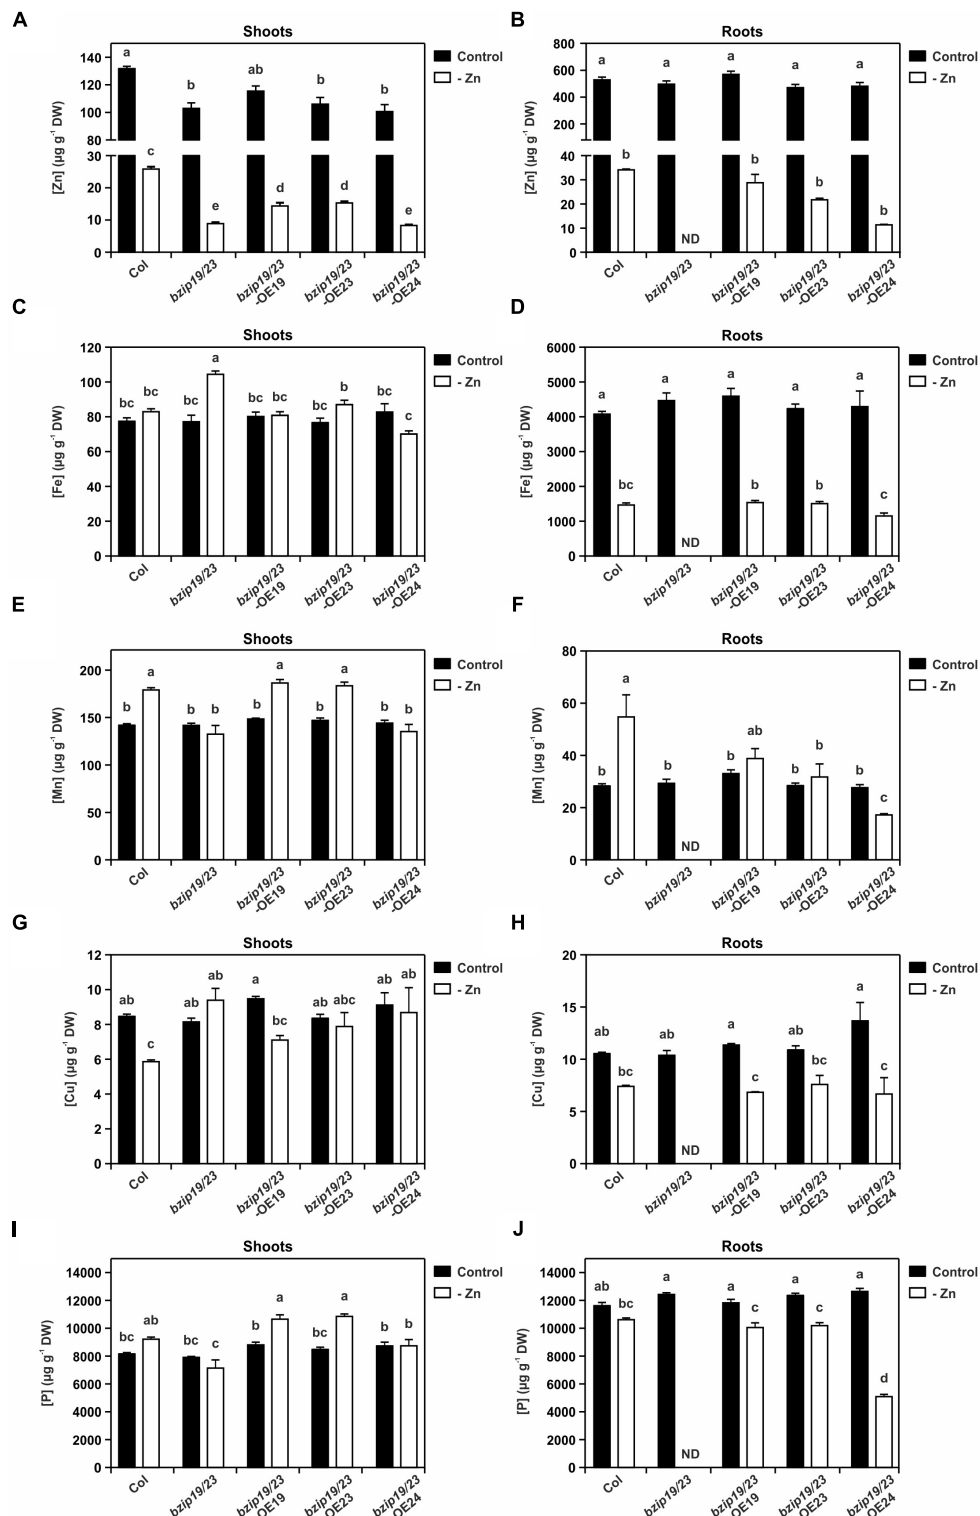 A
Shoots
[Zn] (µg g⁻¹ DW)
140
120
100
80
30
20
10
0
a
b
ab
b
b
c
e
d
d
e
Control
- Zn
Col
bzip19/23
bzip19/23
-OE19
bzip19/23
-OE23
bzip19/23
-OE24
B
Roots
[Zn] (µg g⁻¹ DW)
800
600
400
200
40
30
20
10
0
a
a
a
a
a
b
ND
b
b
b
Control
- Zn
Col
bzip19/23
bzip19/23
-OE19
bzip19/23
-OE23
bzip19/23
-OE24
C
Shoots
[Fe] (µg g⁻¹ DW)
120
100
80
60
40
20
0
bc
bc
bc
a
bc
bc
bc
b
bc
c
Control
- Zn
Col
bzip19/23
bzip19/23
-OE19
bzip19/23
-OE23
bzip19/23
-OE24
D
Roots
[Fe] (µg g⁻¹ DW)
6000
5000
4000
3000
2000
1000
0
a
bc
a
ND
a
b
a
b
a
c
Control
- Zn
Col
bzip19/23
bzip19/23
-OE19
bzip19/23
-OE23
bzip19/23
-OE24
E
Shoots
[Mn] (µg g⁻¹ DW)
200
150
100
50
0
b
a
b
b
b
a
b
a
b
b
Control
- Zn
Col
bzip19/23
bzip19/23
-OE19
bzip19/23
-OE23
bzip19/23
-OE24
F
Roots
[Mn] (µg g⁻¹ DW)
80
60
40
20
0
b
a
b
ND
b
ab
b
b
b
c
Control
- Zn
Col
bzip19/23
bzip19/23
-OE19
bzip19/23
-OE23
bzip19/23
-OE24
G
Shoots
[Cu] (µg g⁻¹ DW)
12
10
8
6
4
2
0
ab
c
ab
ab
a
bc
ab
abc
ab
ab
Control
- Zn
Col
bzip19/23
bzip19/23
-OE19
bzip19/23
-OE23
bzip19/23
-OE24
H
Roots
[Cu] (µg g⁻¹ DW)
20
15
10
5
0
ab
bc
ab
ND
a
c
ab
bc
a
c
Control
- Zn
Col
bzip19/23
bzip19/23
-OE19
bzip19/23
-OE23
bzip19/23
-OE24
I
Shoots
[P] (µg g⁻¹ DW)
14000
12000
10000
8000
6000
4000
2000
0
bc
ab
bc
c
b
a
bc
a
b
b
Control
- Zn
Col
bzip19/23
bzip19/23
-OE19
bzip19/23
-OE23
bzip19/23
-OE24
J
Roots
[P] (µg g⁻¹ DW)
14000
12000
10000
8000
6000
4000
2000
0
ab
bc
a
ND
a
c
a
c
a
d
Control
- Zn
Col
bzip19/23
bzip19/23
-OE19
bzip19/23
-OE23
bzip19/23
-OE24